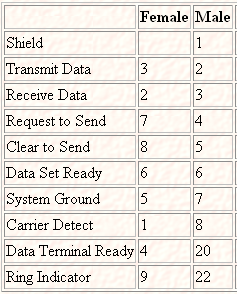 Female Male
Shield 1
Transmit Data 3 2
Receive Data 2 3
Request to Send 7 4
Clear to Send 8 5
Data Set Ready 6 6
System Ground 5 7
Carrier Detect 1 8
Data Terminal Ready 4 20
Ring Indicator 9 22